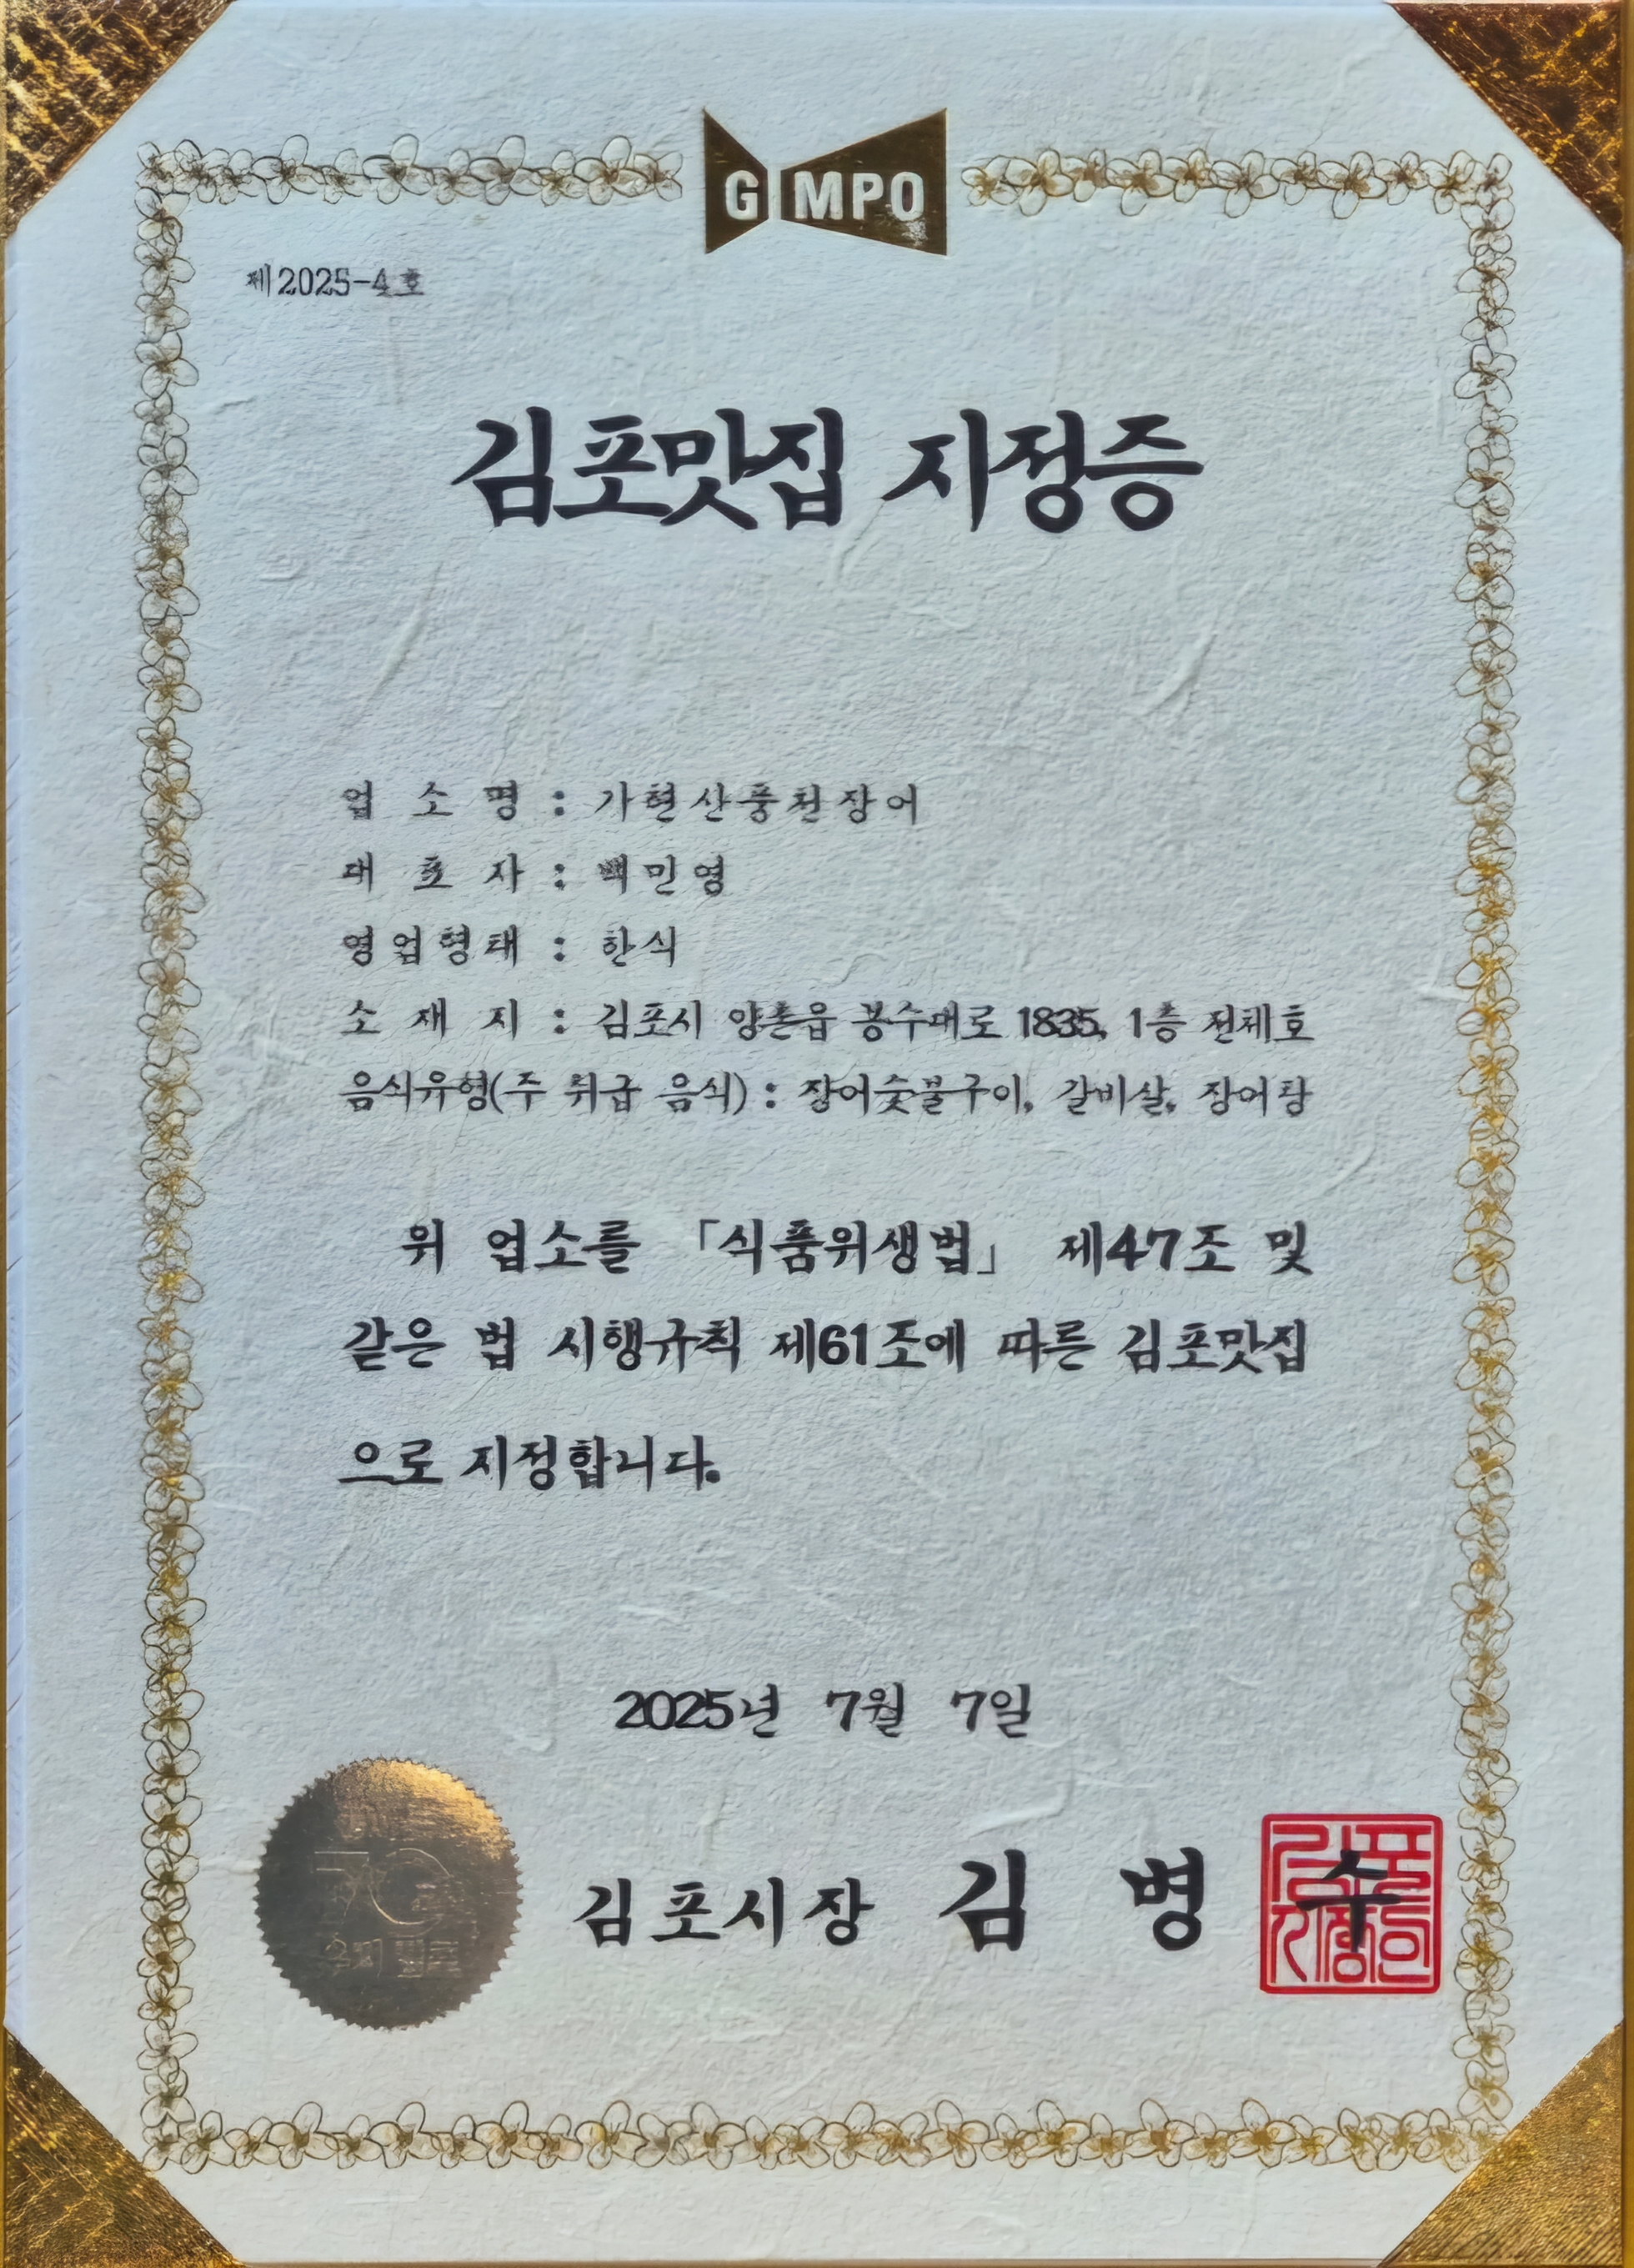 GIMPO
제2025-4호
김포맛집 지정증
업 소 명 : 가현산풍천장어
대 표 자 : 백민영
영업형태 : 한식
소 재 지 : 김포시 양촌읍 봉수대로 1835, 1층 전체호
음식유형(주 취급 음식) : 장어숯불구이, 갈비살, 장어탕
위 업소를 「식품위생법」 제47조 및
같은 법 시행규칙 제61조에 따른 김포맛집
으로 지정합니다.
2025년 7월 7일
김포시장 김 병 수